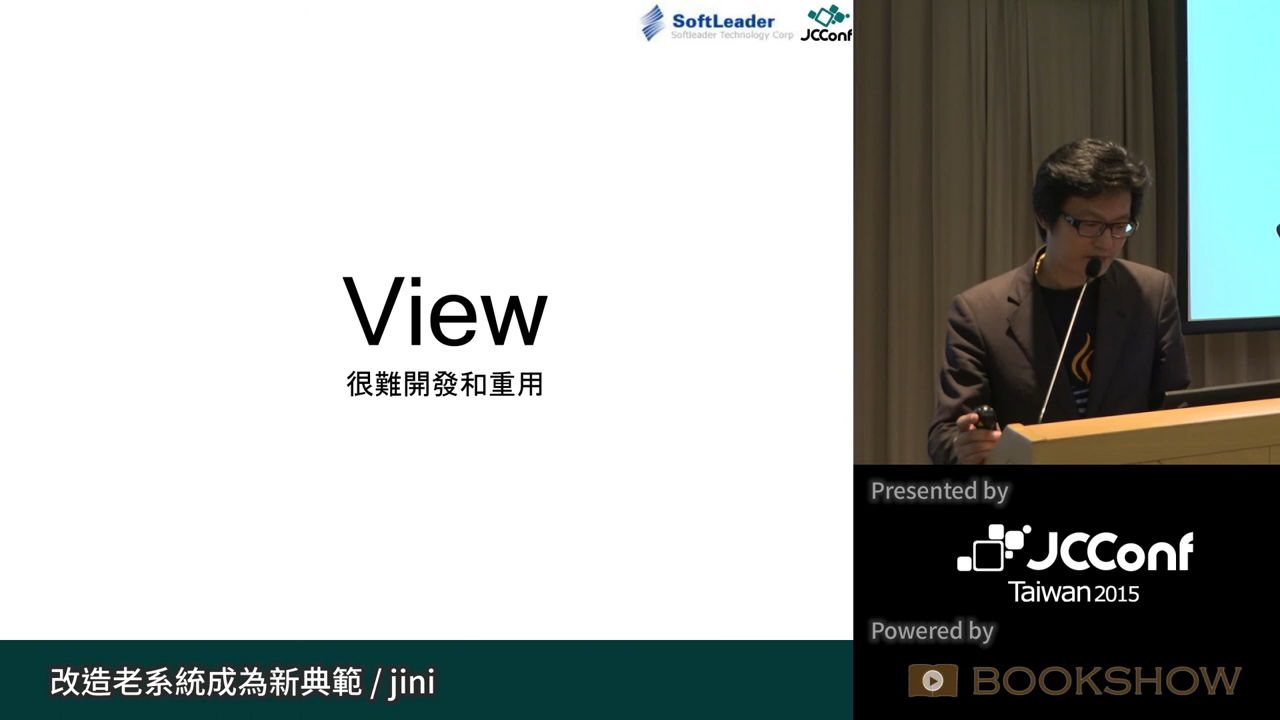 SoftLeader
Softleader Technology Corp
JCConf
View
很難開發和重用
改造老系統成為新典範 / jini
Presented by
JCConf
Taiwan 2015
Powered by
BOOKSHOW